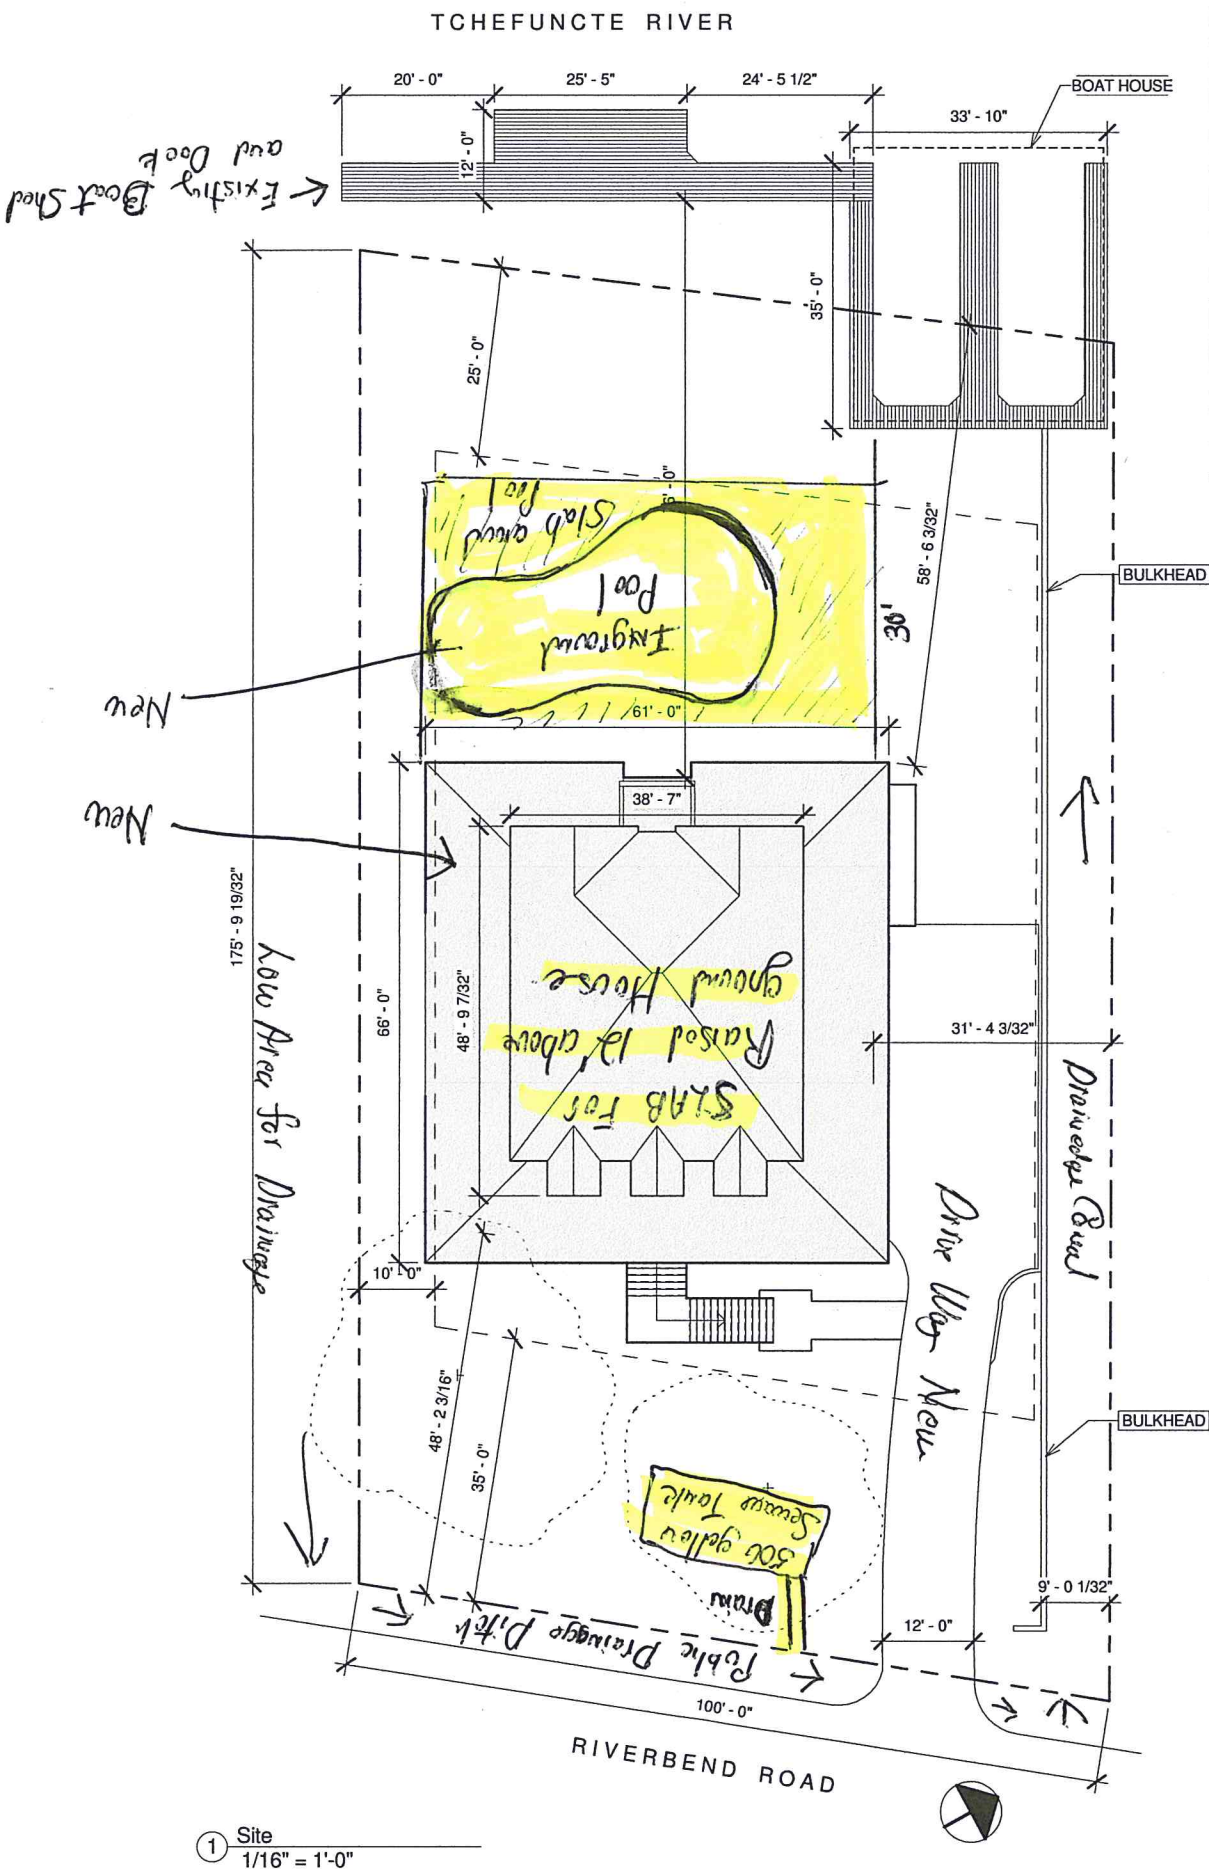 TCHEFUNCTE RIVER
20' - 0"
25' - 5"
24' - 5 1/2"
BOAT HOUSE
33' - 10"
12' - 0"
Existing Boat Shed
and Dock
35' - 0"
25' - 0"
58' - 6 3/32"
BULKHEAD
Slab around
Pool
Inground
Pool
30'
61' - 0"
New
New
38' - 7"
175' - 9 19/32"
66' - 0"
48' - 9 7/32"
SLAB For
Raised 12' above
ground House
31' - 4 3/32"
Low Area for Drainage
Drainedge Canal
Drive Way New
10' - 0"
48' - 2 3/16"
35' - 0"
BULKHEAD
500 gallon
Sewage Tank
Drain
9' - 0 1/32"
12' - 0"
Public Drainage Ditch
100' - 0"
RIVERBEND ROAD
1 Site
1/16" = 1'-0"